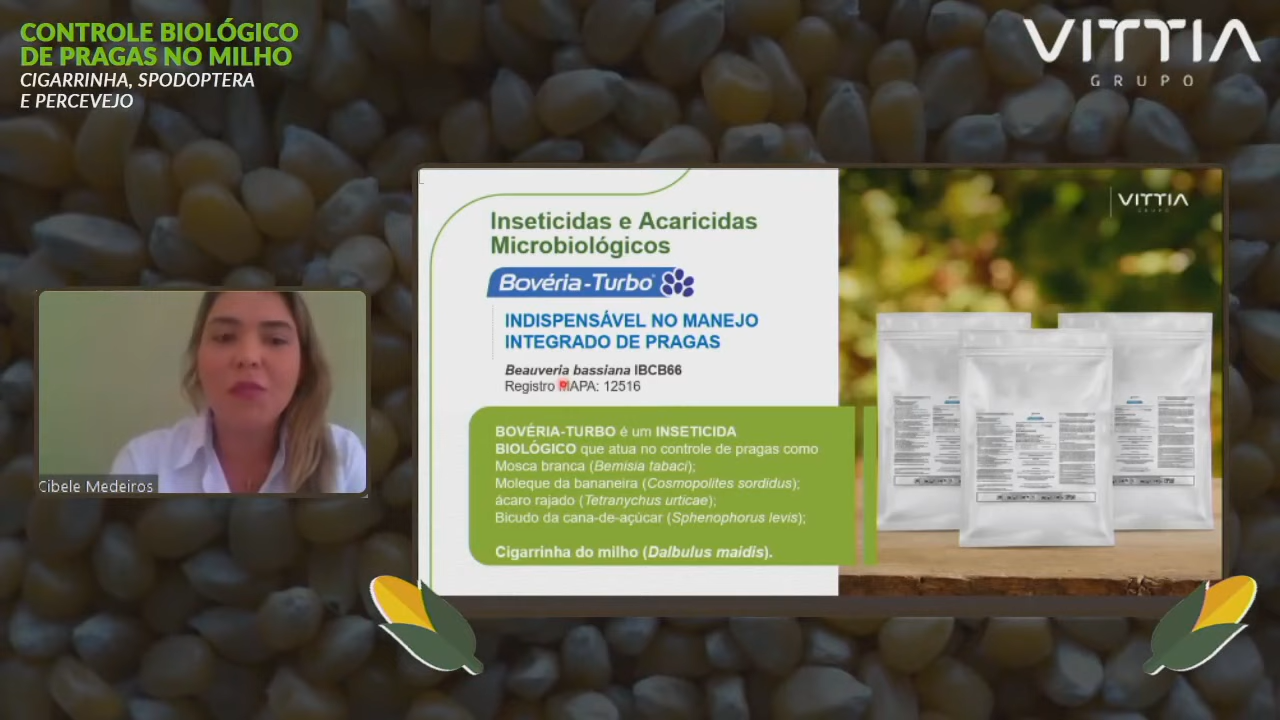 CONTROLE BIOLÓGICO
DE PRAGAS NO MILHO
CIGARRINHA, SPODOPTERA
E PERCEVEJO
VITTIA
GRUPO
Inseticidas e Acaricidas
Microbiológicos
Bovéria-Turbo®
INDISPENSÁVEL NO MANEJO
INTEGRADO DE PRAGAS
Beauveria bassiana IBCB66
Registro MAPA: 12516
BOVÉRIA-TURBO é um INSETICIDA
BIOLÓGICO que atua no controle de pragas como
Mosca branca (Bemisia tabaci);
Moleque da bananeira (Cosmopolites sordidus);
ácaro rajado (Tetranychus urticae);
Bicudo da cana-de-açúcar (Sphenophorus levis);
Cigarrinha do milho (Dalbulus maidis).
VITTIA
GRUPO
Cibele Medeiros